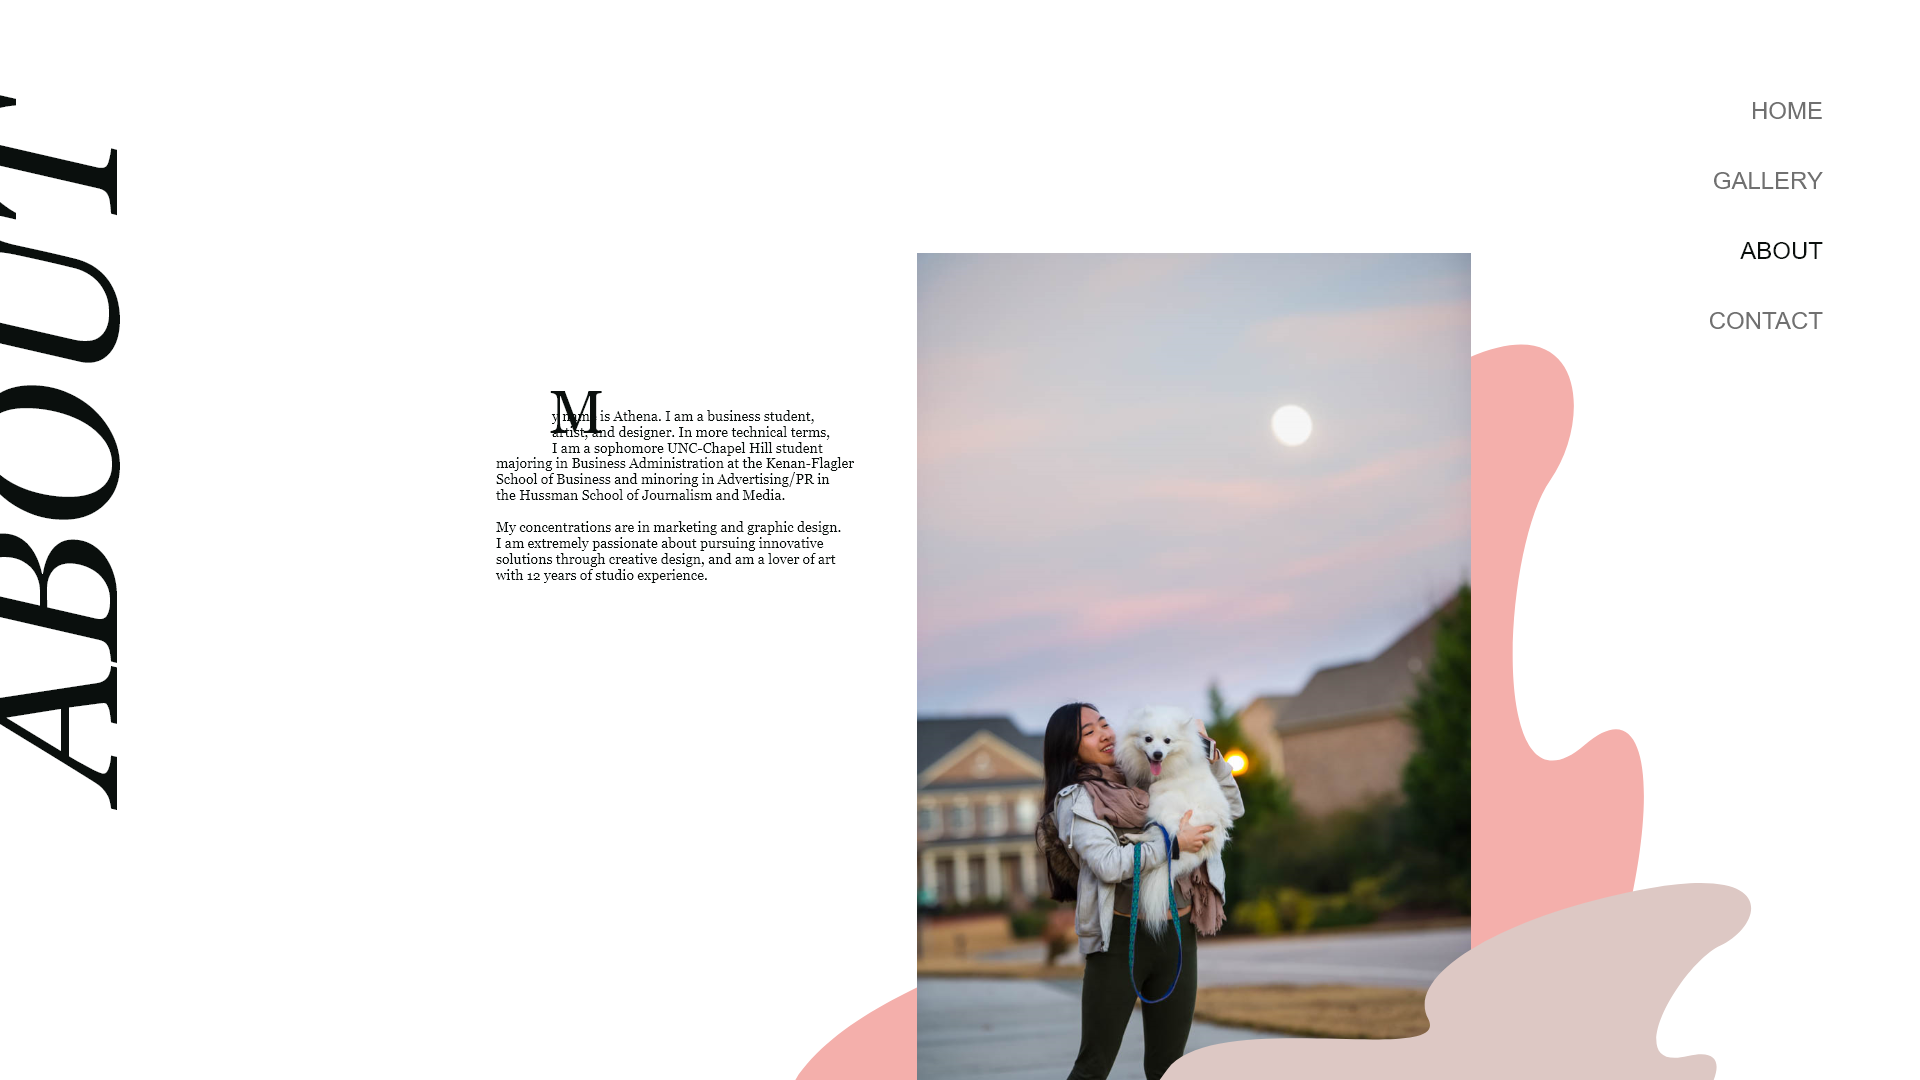 ABOUT
HOME
GALLERY
ABOUT
CONTACT
My name is Athena. I am a business student,
artist, and designer. In more technical terms,
I am a sophomore UNC-Chapel Hill student
majoring in Business Administration at the Kenan-Flagler
School of Business and minoring in Advertising/PR in
the Hussman School of Journalism and Media.
My concentrations are in marketing and graphic design.
I am extremely passionate about pursuing innovative
solutions through creative design, and am a lover of art
with 12 years of studio experience.